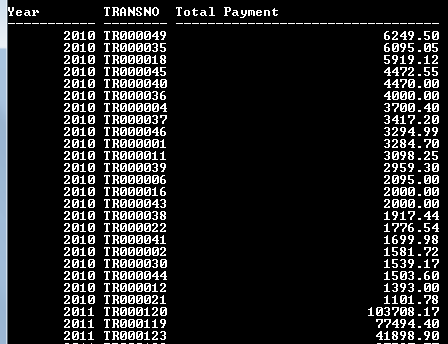 Year TRANSNO Total Payment
2010 TR000049 6249.50
2010 TR000035 6095.05
2010 TR000018 5919.12
2010 TR000045 4472.55
2010 TR000040 4470.00
2010 TR000036 4000.00
2010 TR000004 3700.40
2010 TR000037 3417.20
2010 TR000046 3294.99
2010 TR000001 3284.70
2010 TR000011 3098.25
2010 TR000039 2959.30
2010 TR000006 2095.00
2010 TR000016 2000.00
2010 TR000043 2000.00
2010 TR000038 1917.44
2010 TR000022 1776.54
2010 TR000041 1699.98
2010 TR000002 1581.72
2010 TR000030 1539.17
2010 TR000044 1503.60
2010 TR000012 1393.00
2010 TR000021 1101.78
2011 TR000120 103708.17
2011 TR000119 77494.40
2011 TR000123 41898.90